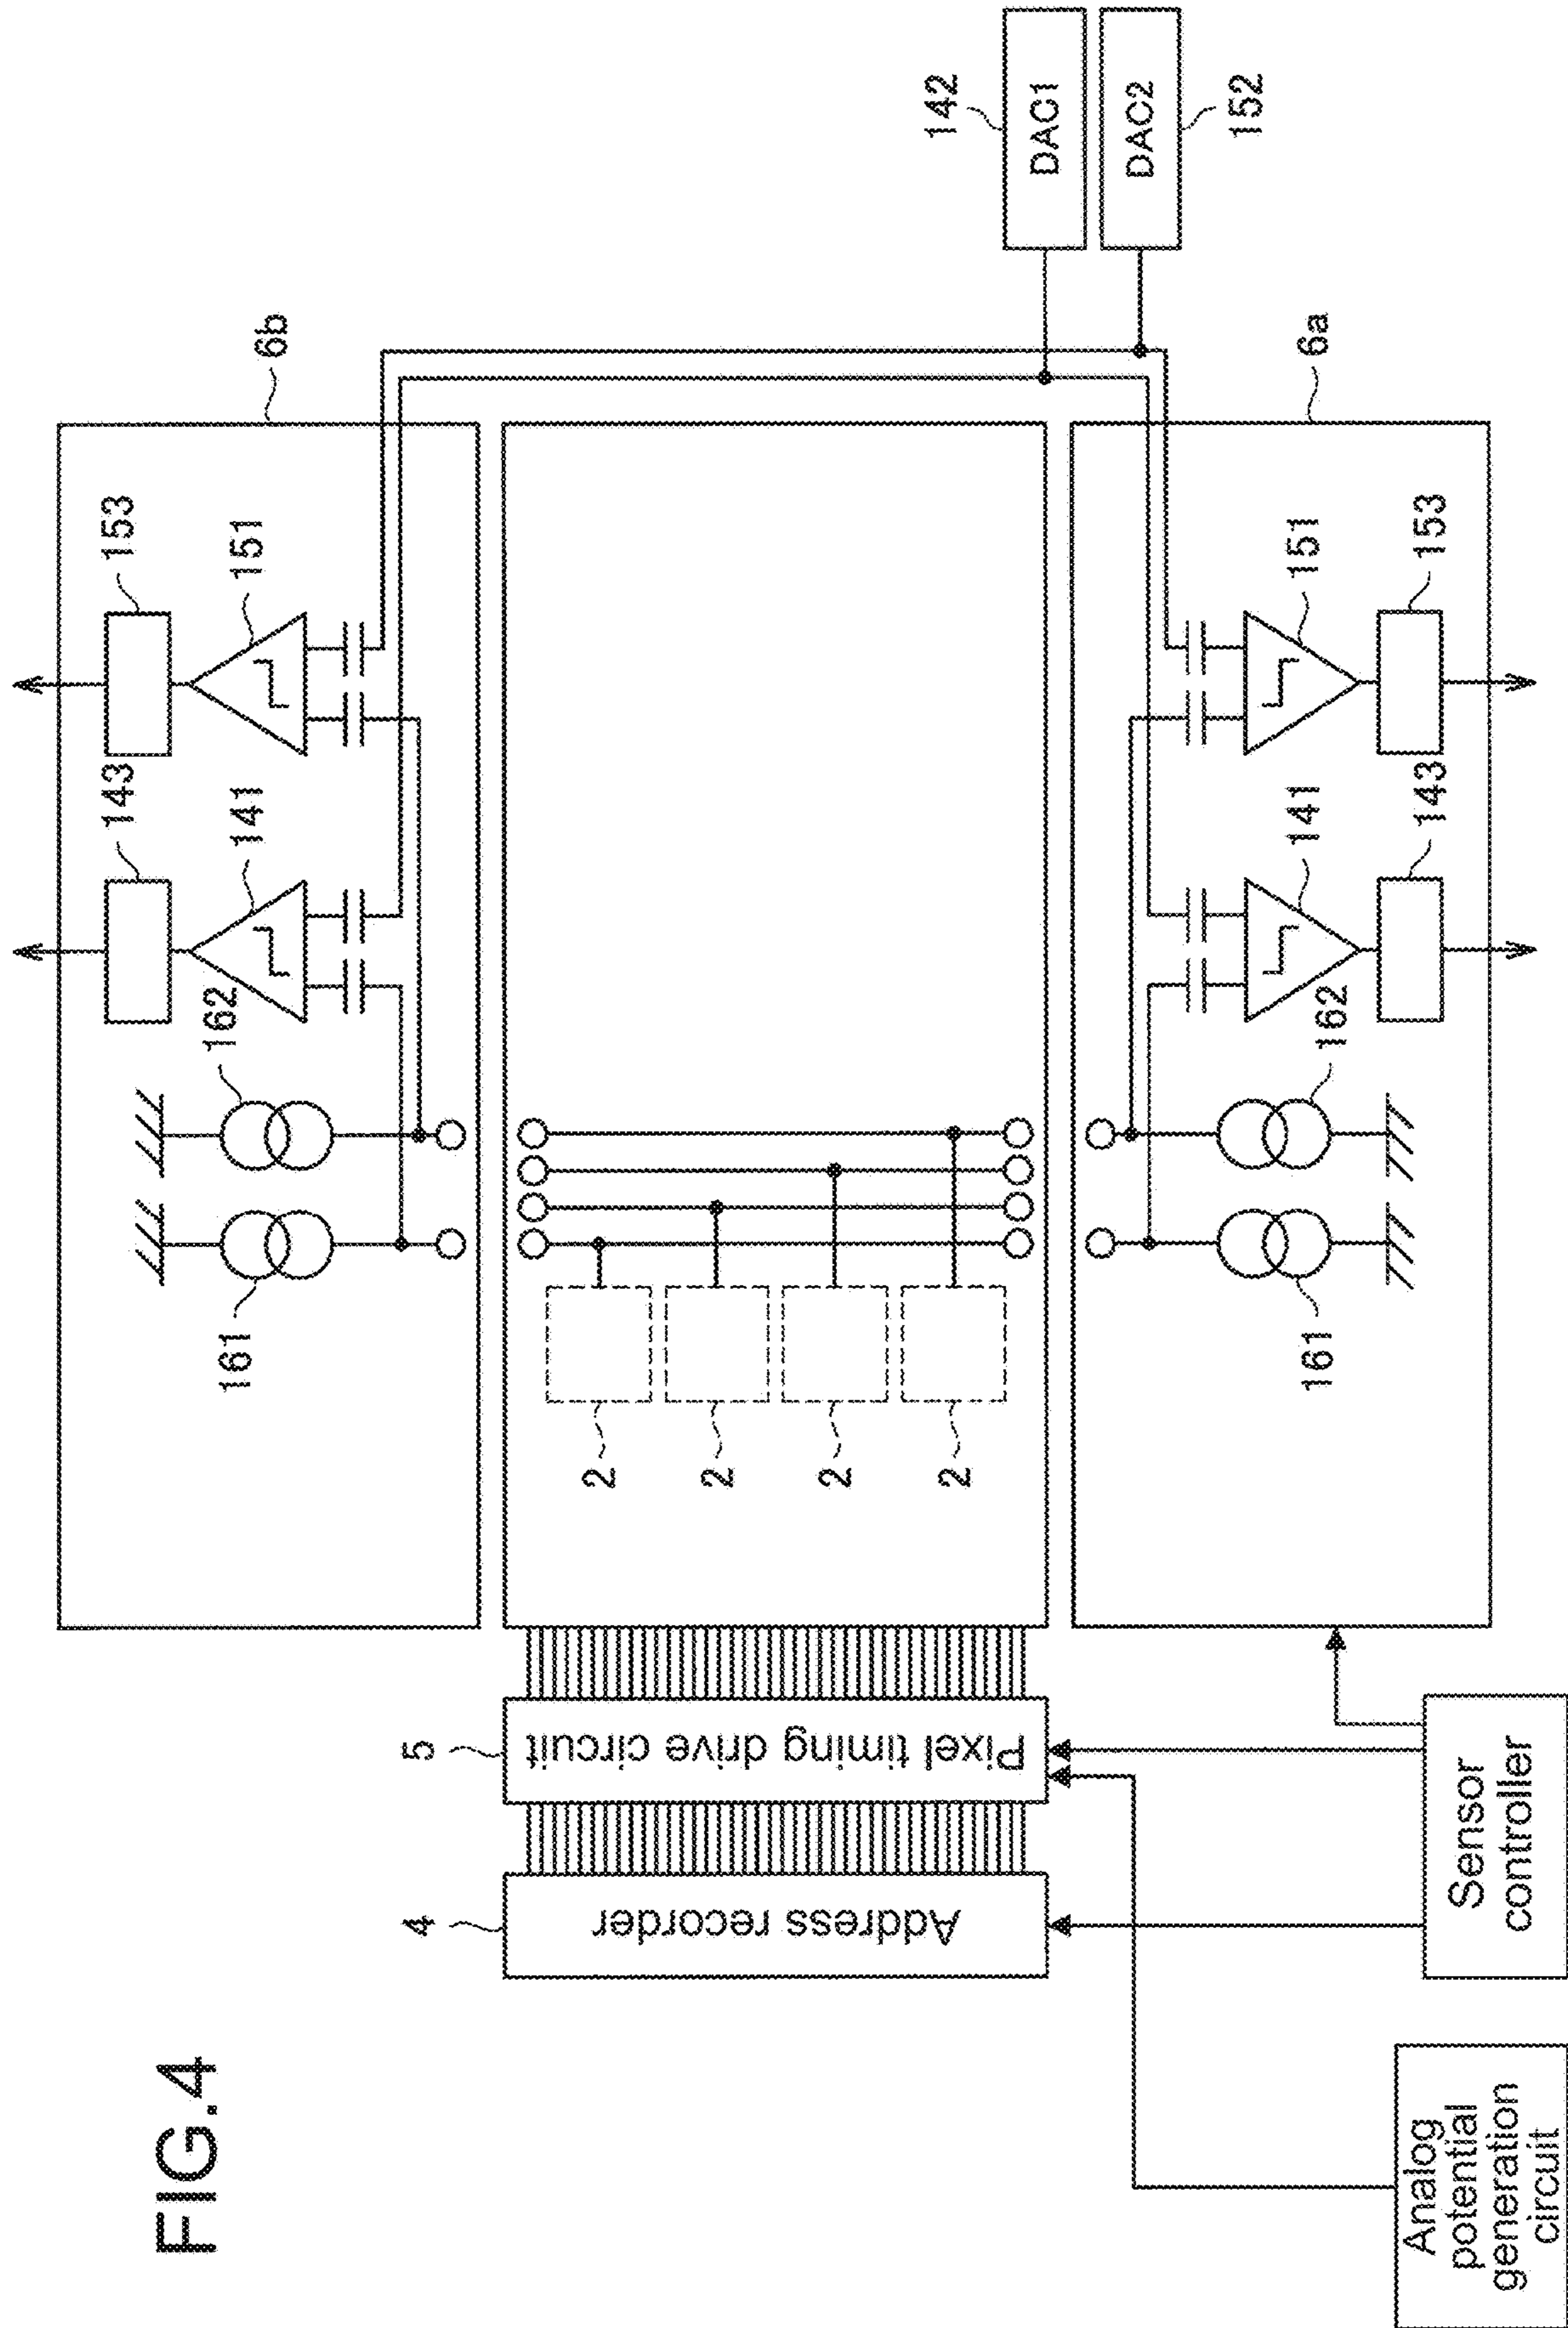 FIG.4
Analog
potential
generation
circuit
Sensor
controller
4
Address recorder
5
Pixel timing drive circuit
6b
161
162
143
141
153
151
2
2
2
2
6a
161
162
141
143
151
153
142
DAC1
DAC2
152